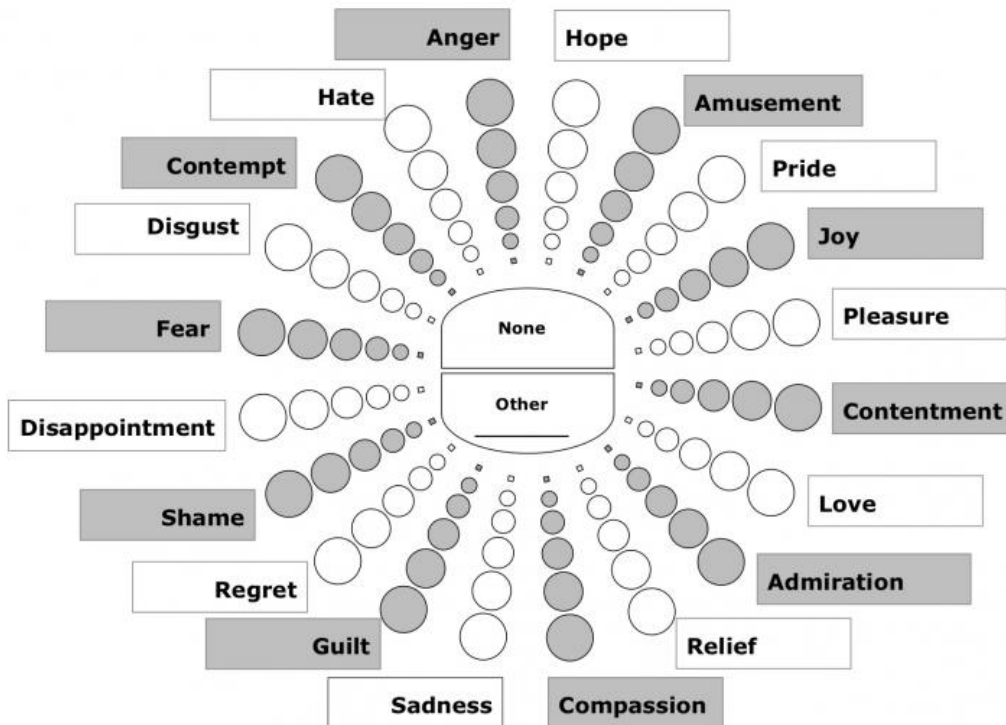 Anger
Hope
Hate
Amusement
Contempt
Pride
Disgust
Joy
Fear
None
Pleasure
Other
Disappointment
Contentment
Shame
Love
Regret
Admiration
Guilt
Relief
Sadness
Compassion